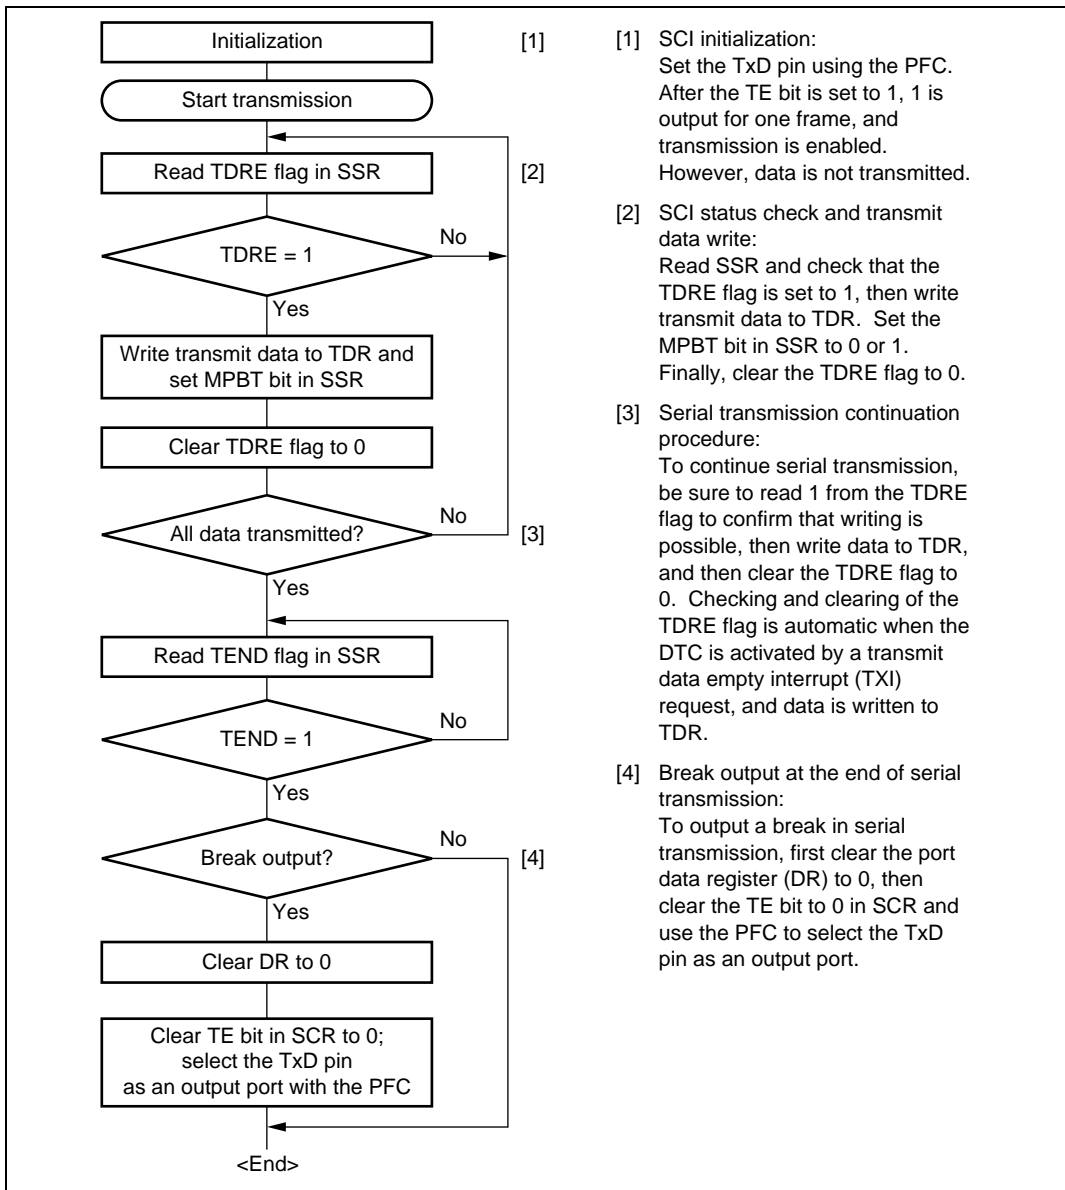 Initialization
[1]
Start transmission
Read TDRE flag in SSR
[2]
TDRE = 1
No
Yes
Write transmit data to TDR and
set MPBT bit in SSR
Clear TDRE flag to 0
All data transmitted?
No
[3]
Yes
Read TEND flag in SSR
TEND = 1
No
Yes
Break output?
No
[4]
Yes
Clear DR to 0
Clear TE bit in SCR to 0;
select the TxD pin
as an output port with the PFC
<End>
[1] SCI initialization:
Set the TxD pin using the PFC.
After the TE bit is set to 1, 1 is
output for one frame, and
transmission is enabled.
However, data is not transmitted.
[2] SCI status check and transmit
data write:
Read SSR and check that the
TDRE flag is set to 1, then write
transmit data to TDR. Set the
MPBT bit in SSR to 0 or 1.
Finally, clear the TDRE flag to 0.
[3] Serial transmission continuation
procedure:
To continue serial transmission,
be sure to read 1 from the TDRE
flag to confirm that writing is
possible, then write data to TDR,
and then clear the TDRE flag to
0. Checking and clearing of the
TDRE flag is automatic when the
DTC is activated by a transmit
data empty interrupt (TXI)
request, and data is written to
TDR.
[4] Break output at the end of serial
transmission:
To output a break in serial
transmission, first clear the port
data register (DR) to 0, then
clear the TE bit to 0 in SCR and
use the PFC to select the TxD
pin as an output port.